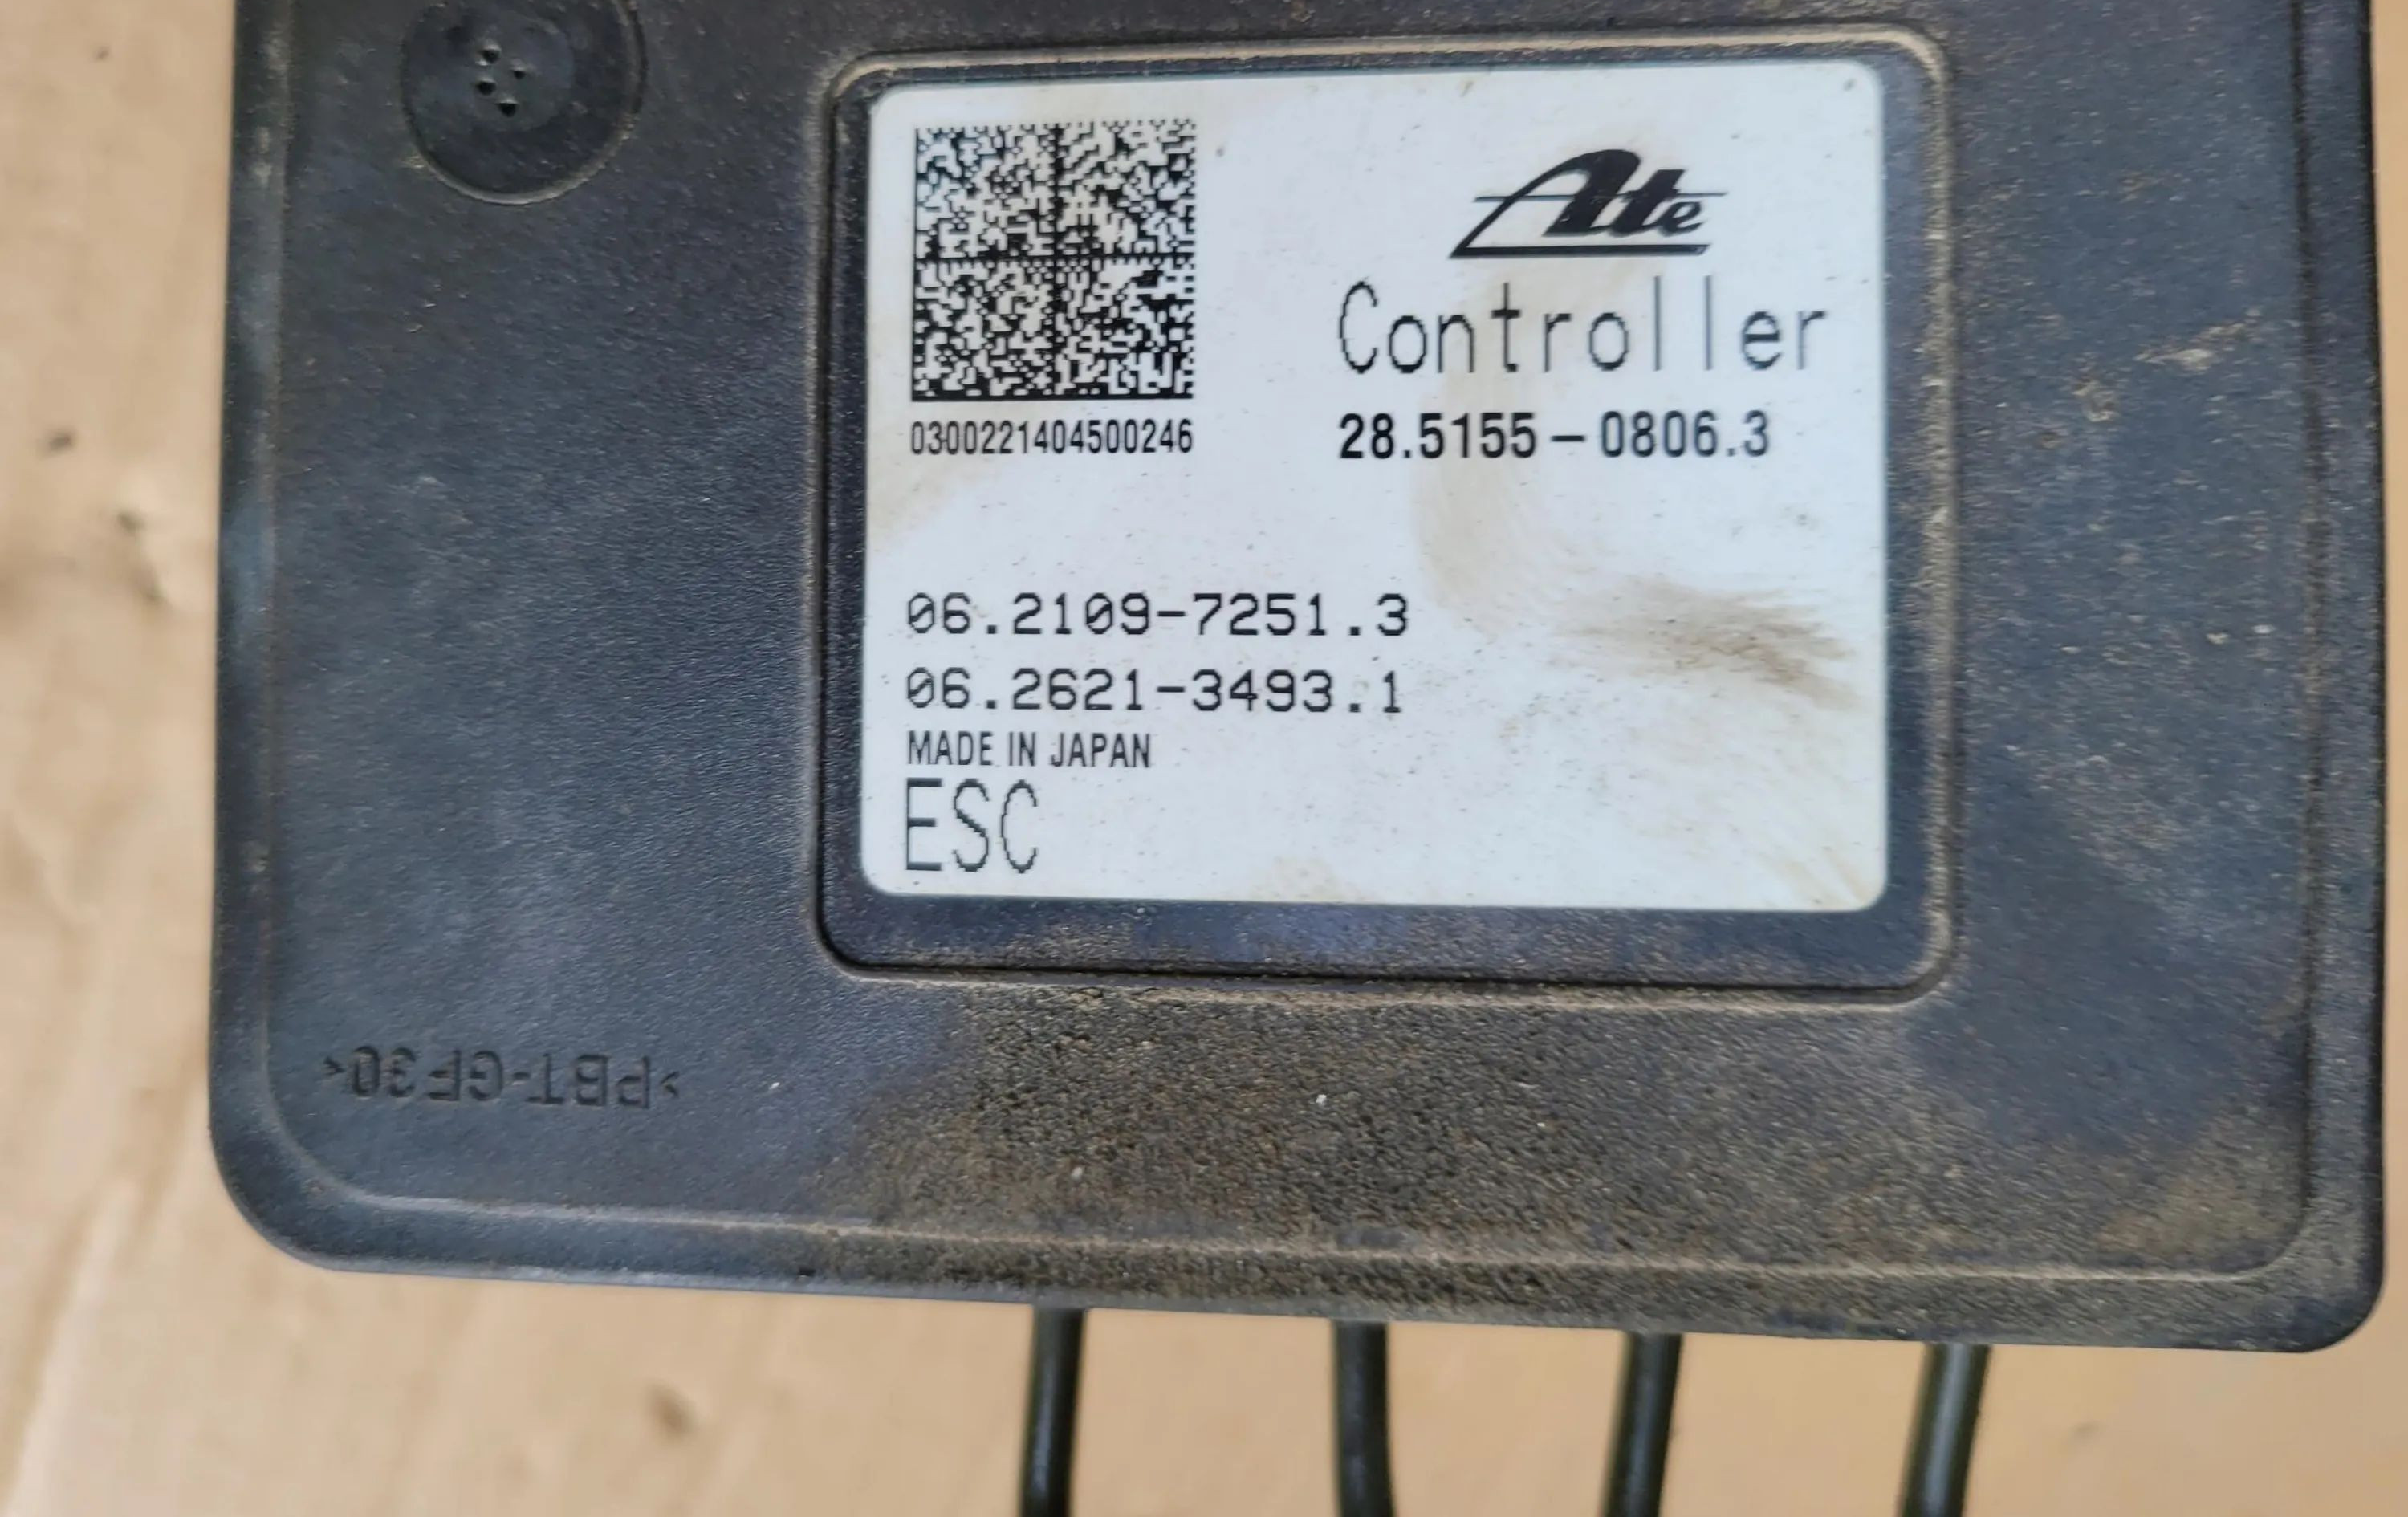 Ate
Controller
0300221404500246
28.5155-0806.3
06.2109-7251.3
06.2621-3493.1
MADE IN JAPAN
ESC
>PBT-GF30<